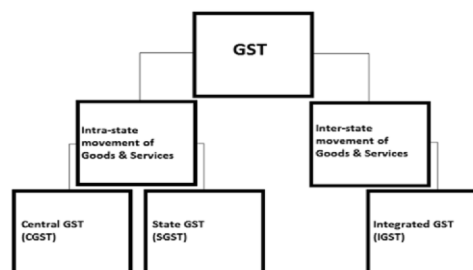 GST
Intra-state
movement of
Goods & Services
Inter-state
movement of
Goods & Services
Central GST
(CGST)
State GST
(SGST)
Integrated GST
(IGST)